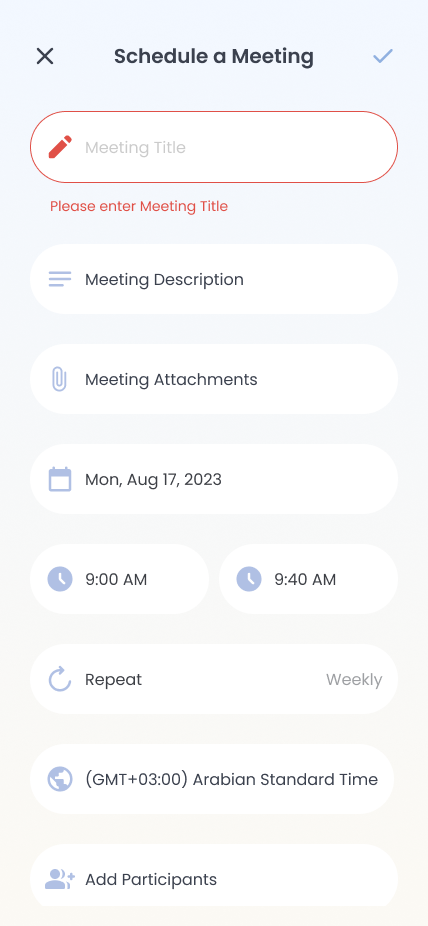 Schedule a Meeting
Meeting Title
Please enter Meeting Title
Meeting Description
Meeting Attachments
Mon, Aug 17, 2023
9:00 AM
9:40 AM
Repeat Weekly
(GMT+03:00) Arabian Standard Time
Add Participants